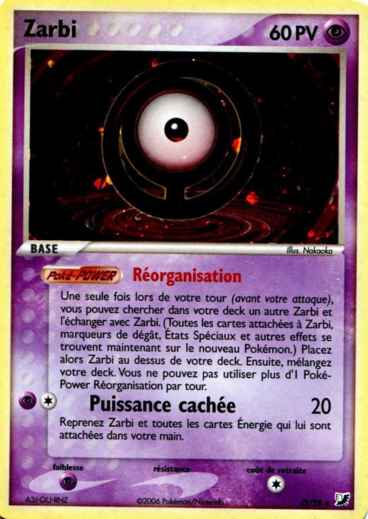 Zarbi 60 PV
BASE
Illus. Nakaoka
Poké-POWER Réorganisation
Une seule fois lors de votre tour (avant votre attaque),
vous pouvez chercher dans votre deck un autre Zarbi et
l'échanger avec Zarbi. (Toutes les cartes attachées à Zarbi,
marqueurs de dégât, États Spéciaux et autres effets se
trouvent maintenant sur le nouveau Pokémon.) Placez
alors Zarbi au dessus de votre deck. Ensuite, mélangez
votre deck. Vous ne pouvez pas utiliser plus d'1 Poké-
Power Réorganisation par tour.
Puissance cachée 20
Reprenez Zarbi et toutes les cartes Énergie qui lui sont
attachées dans votre main.
faiblesse résistance coût de retraite
A3J-GU-RNZ ©2006 Pokémon/Nintendo O/28